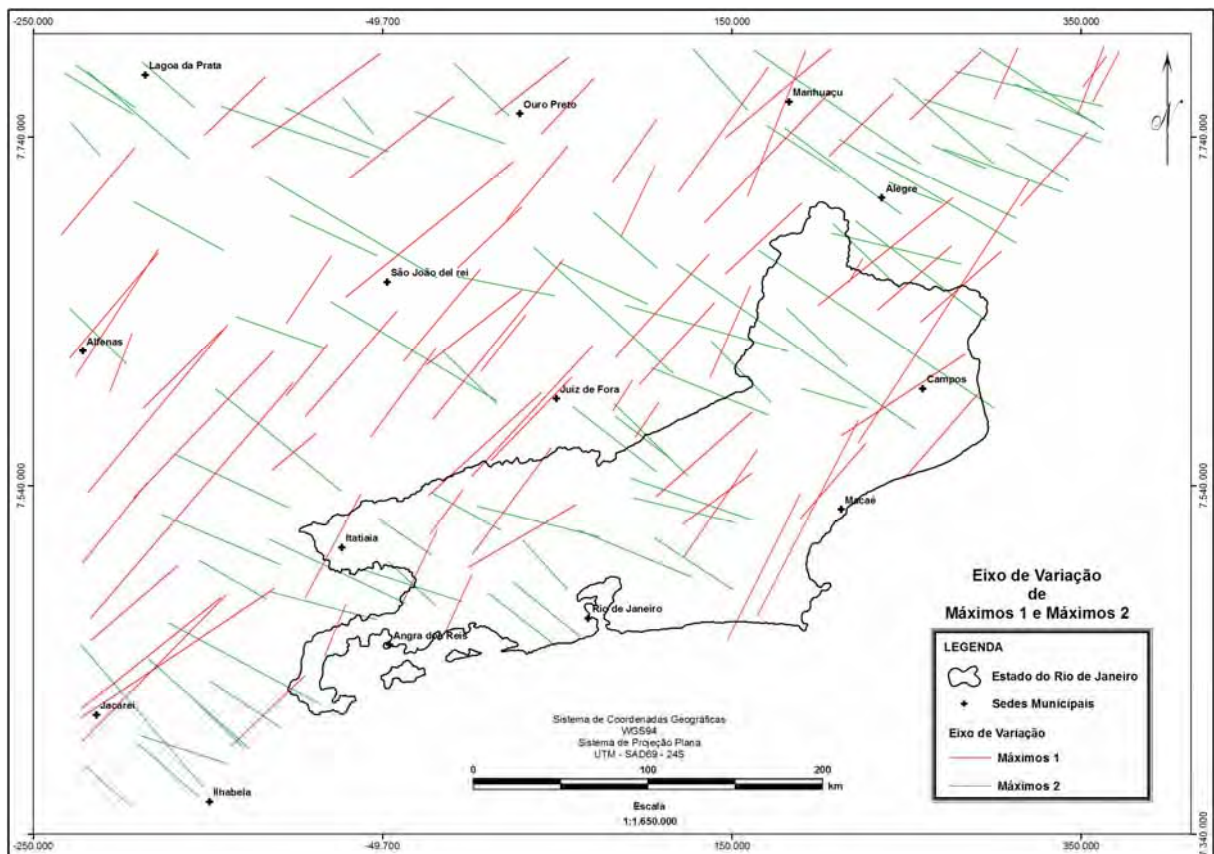 -250.000 -49.700 150.000 350.000
Lagoa da Prata
Manhuaçu
Ouro Preto
7.740.000 7.740.000
Alegre
São João del rei
Alfenas
Campos
Juiz de Fora
7.540.000 7.540.000
Macaé
Itatiaia
Eixo de Variação
de
Máximos 1 e Máximos 2
Rio de Janeiro
Angra dos Reis
LEGENDA
Estado do Rio de Janeiro
Sedes Municipais
Eixo de Variação
Máximos 1
Máximos 2
Jacareí
Sistema de Coordenadas Geográficas
WGS94
Sistema de Projeção Plana
UTM - SAD69 - 24S
0 100 200
km
Escala
1:1.650.000
Ilhabela
7.340.000
-250.000 -49.700 150.000 350.000
N